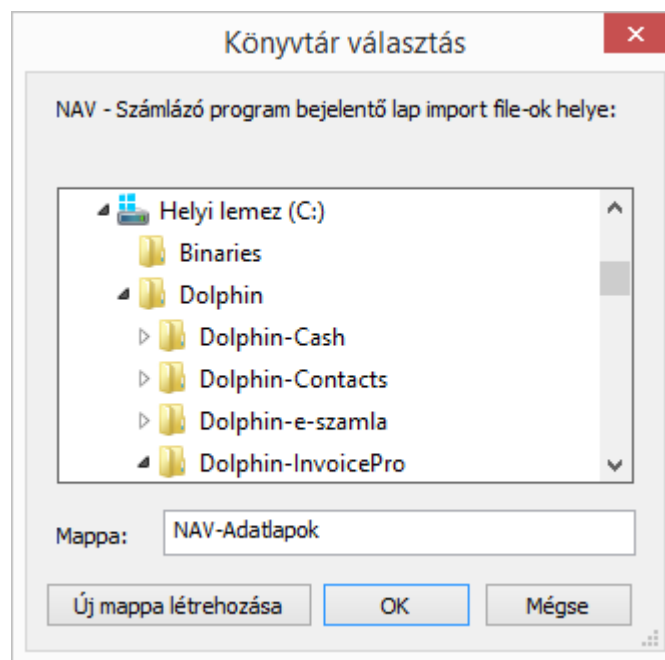 Könyvtár választás
NAV - Számlázó program bejelentő lap import file-ok helye:
Helyi lemez (C:)
Binaries
Dolphin
Dolphin-Cash
Dolphin-Contacts
Dolphin-e-szamla
Dolphin-InvoicePro
Mappa: NAV-Adatlapok
Új mappa létrehozása OK Mégse